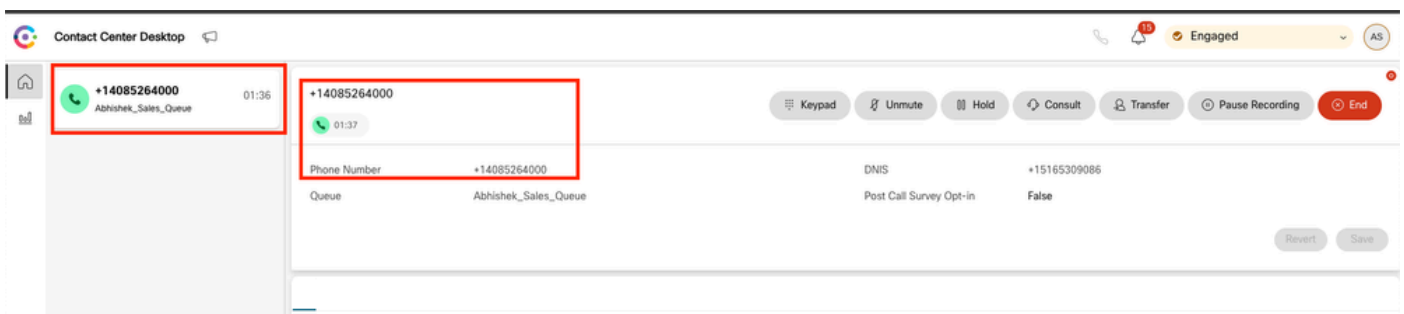 Contact Center Desktop
15
Engaged
AS
+14085264000
01:36
Abhishek_Sales_Queue
+14085264000
01:37
Keypad
Unmute
Hold
Consult
Transfer
Pause Recording
End
Phone Number +14085264000
DNIS +15165309086
Queue Abhishek_Sales_Queue
Post Call Survey Opt-in False
Revert
Save